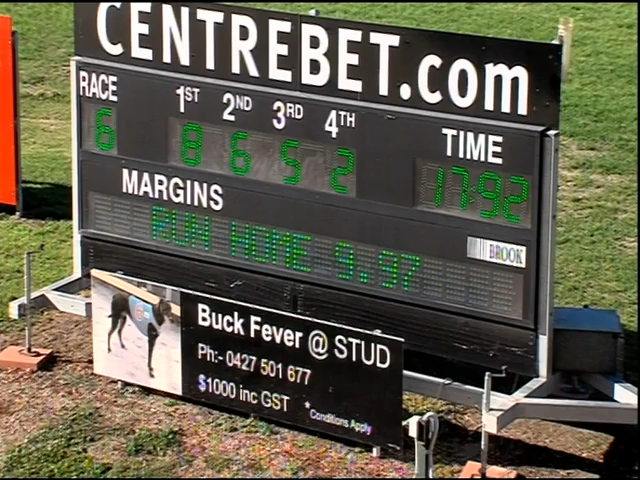 CENTREBET.com
RACE 1ST 2ND 3RD 4TH TIME
6 8 6 5 2 17.92
MARGINS
RUN HOME 9.97
BROOK
Buck Fever @ STUD
Ph:- 0427 501 677
$1000 inc GST
*Conditions Apply